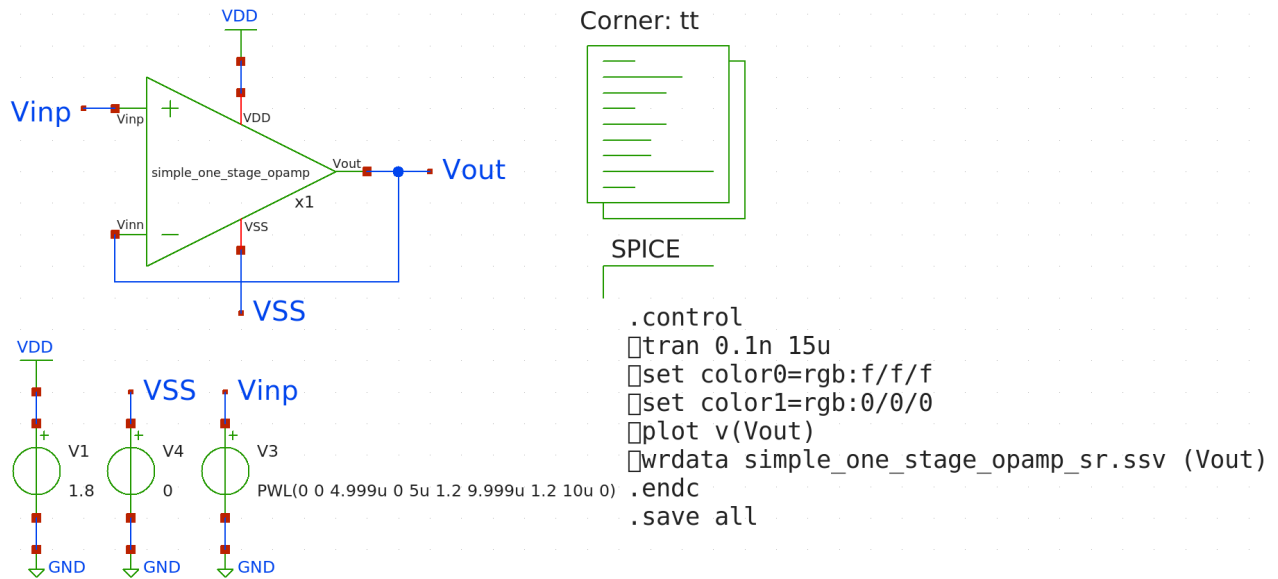 VDD
Corner: tt
Vinp
Vinp
+
VDD
simple_one_stage_opamp
Vout
Vout
x1
Vinn
−
VSS
VSS
SPICE
.control
tran 0.1n 15u
set color0=rgb:f/f/f
set color1=rgb:0/0/0
plot v(Vout)
wrdata simple_one_stage_opamp_sr.ssv (Vout)
.endc
.save all
VDD
+
V1
1.8
GND
VSS
+
V4
0
GND
Vinp
+
V3
PWL(0 0 4.999u 0 5u 1.2 9.999u 1.2 10u 0)
GND